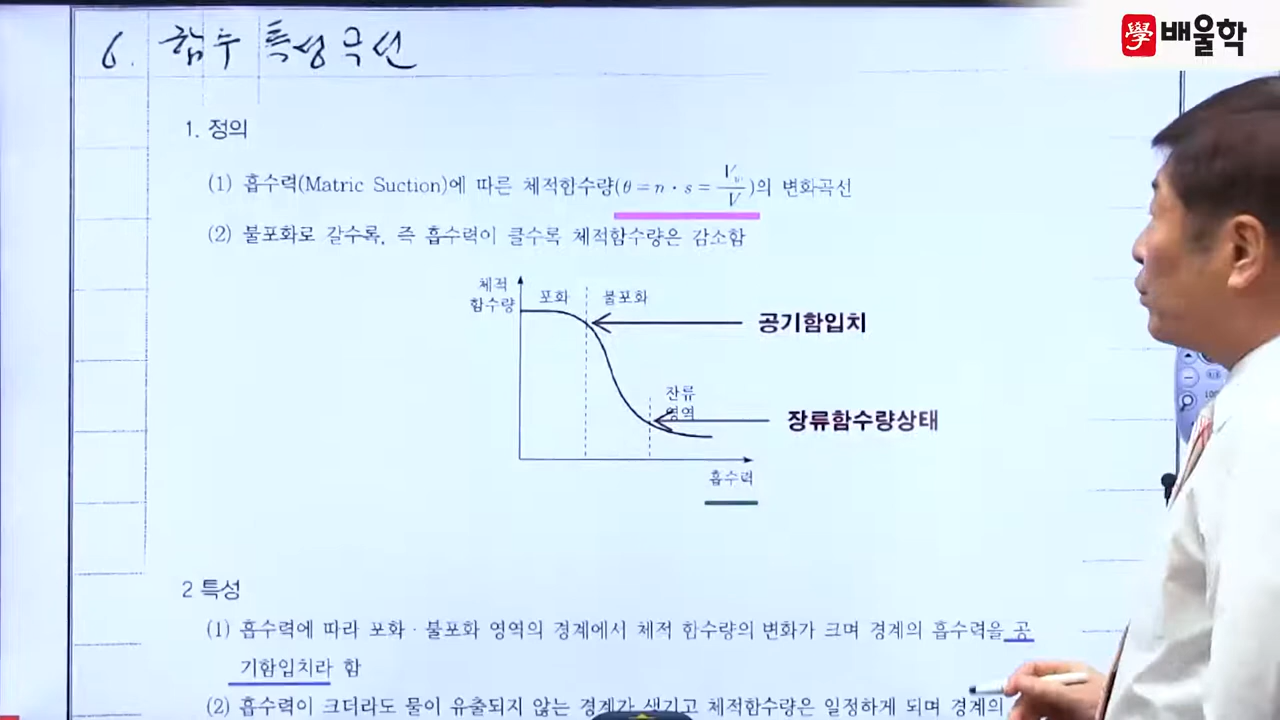 學 배울학
6. 함수 특성곡선
1. 정의
(1) 흡수력(Matric Suction)에 따른 체적함수량(θ = n · s = V_w/V)의 변화곡선
(2) 불포화로 갈수록, 즉 흡수력이 클수록 체적함수량은 감소함
체적
함수량
포화
불포화
공기함입치
잔류
영역
장류함수량상태
흡수력
2 특성
(1) 흡수력에 따라 포화 · 불포화 영역의 경계에서 체적 함수량의 변화가 크며 경계의 흡수력을 공
기함입치라 함
(2) 흡수력이 크더라도 물이 유출되지 않는 경계가 생기고 체적함수량은 일정하게 되며 경계의